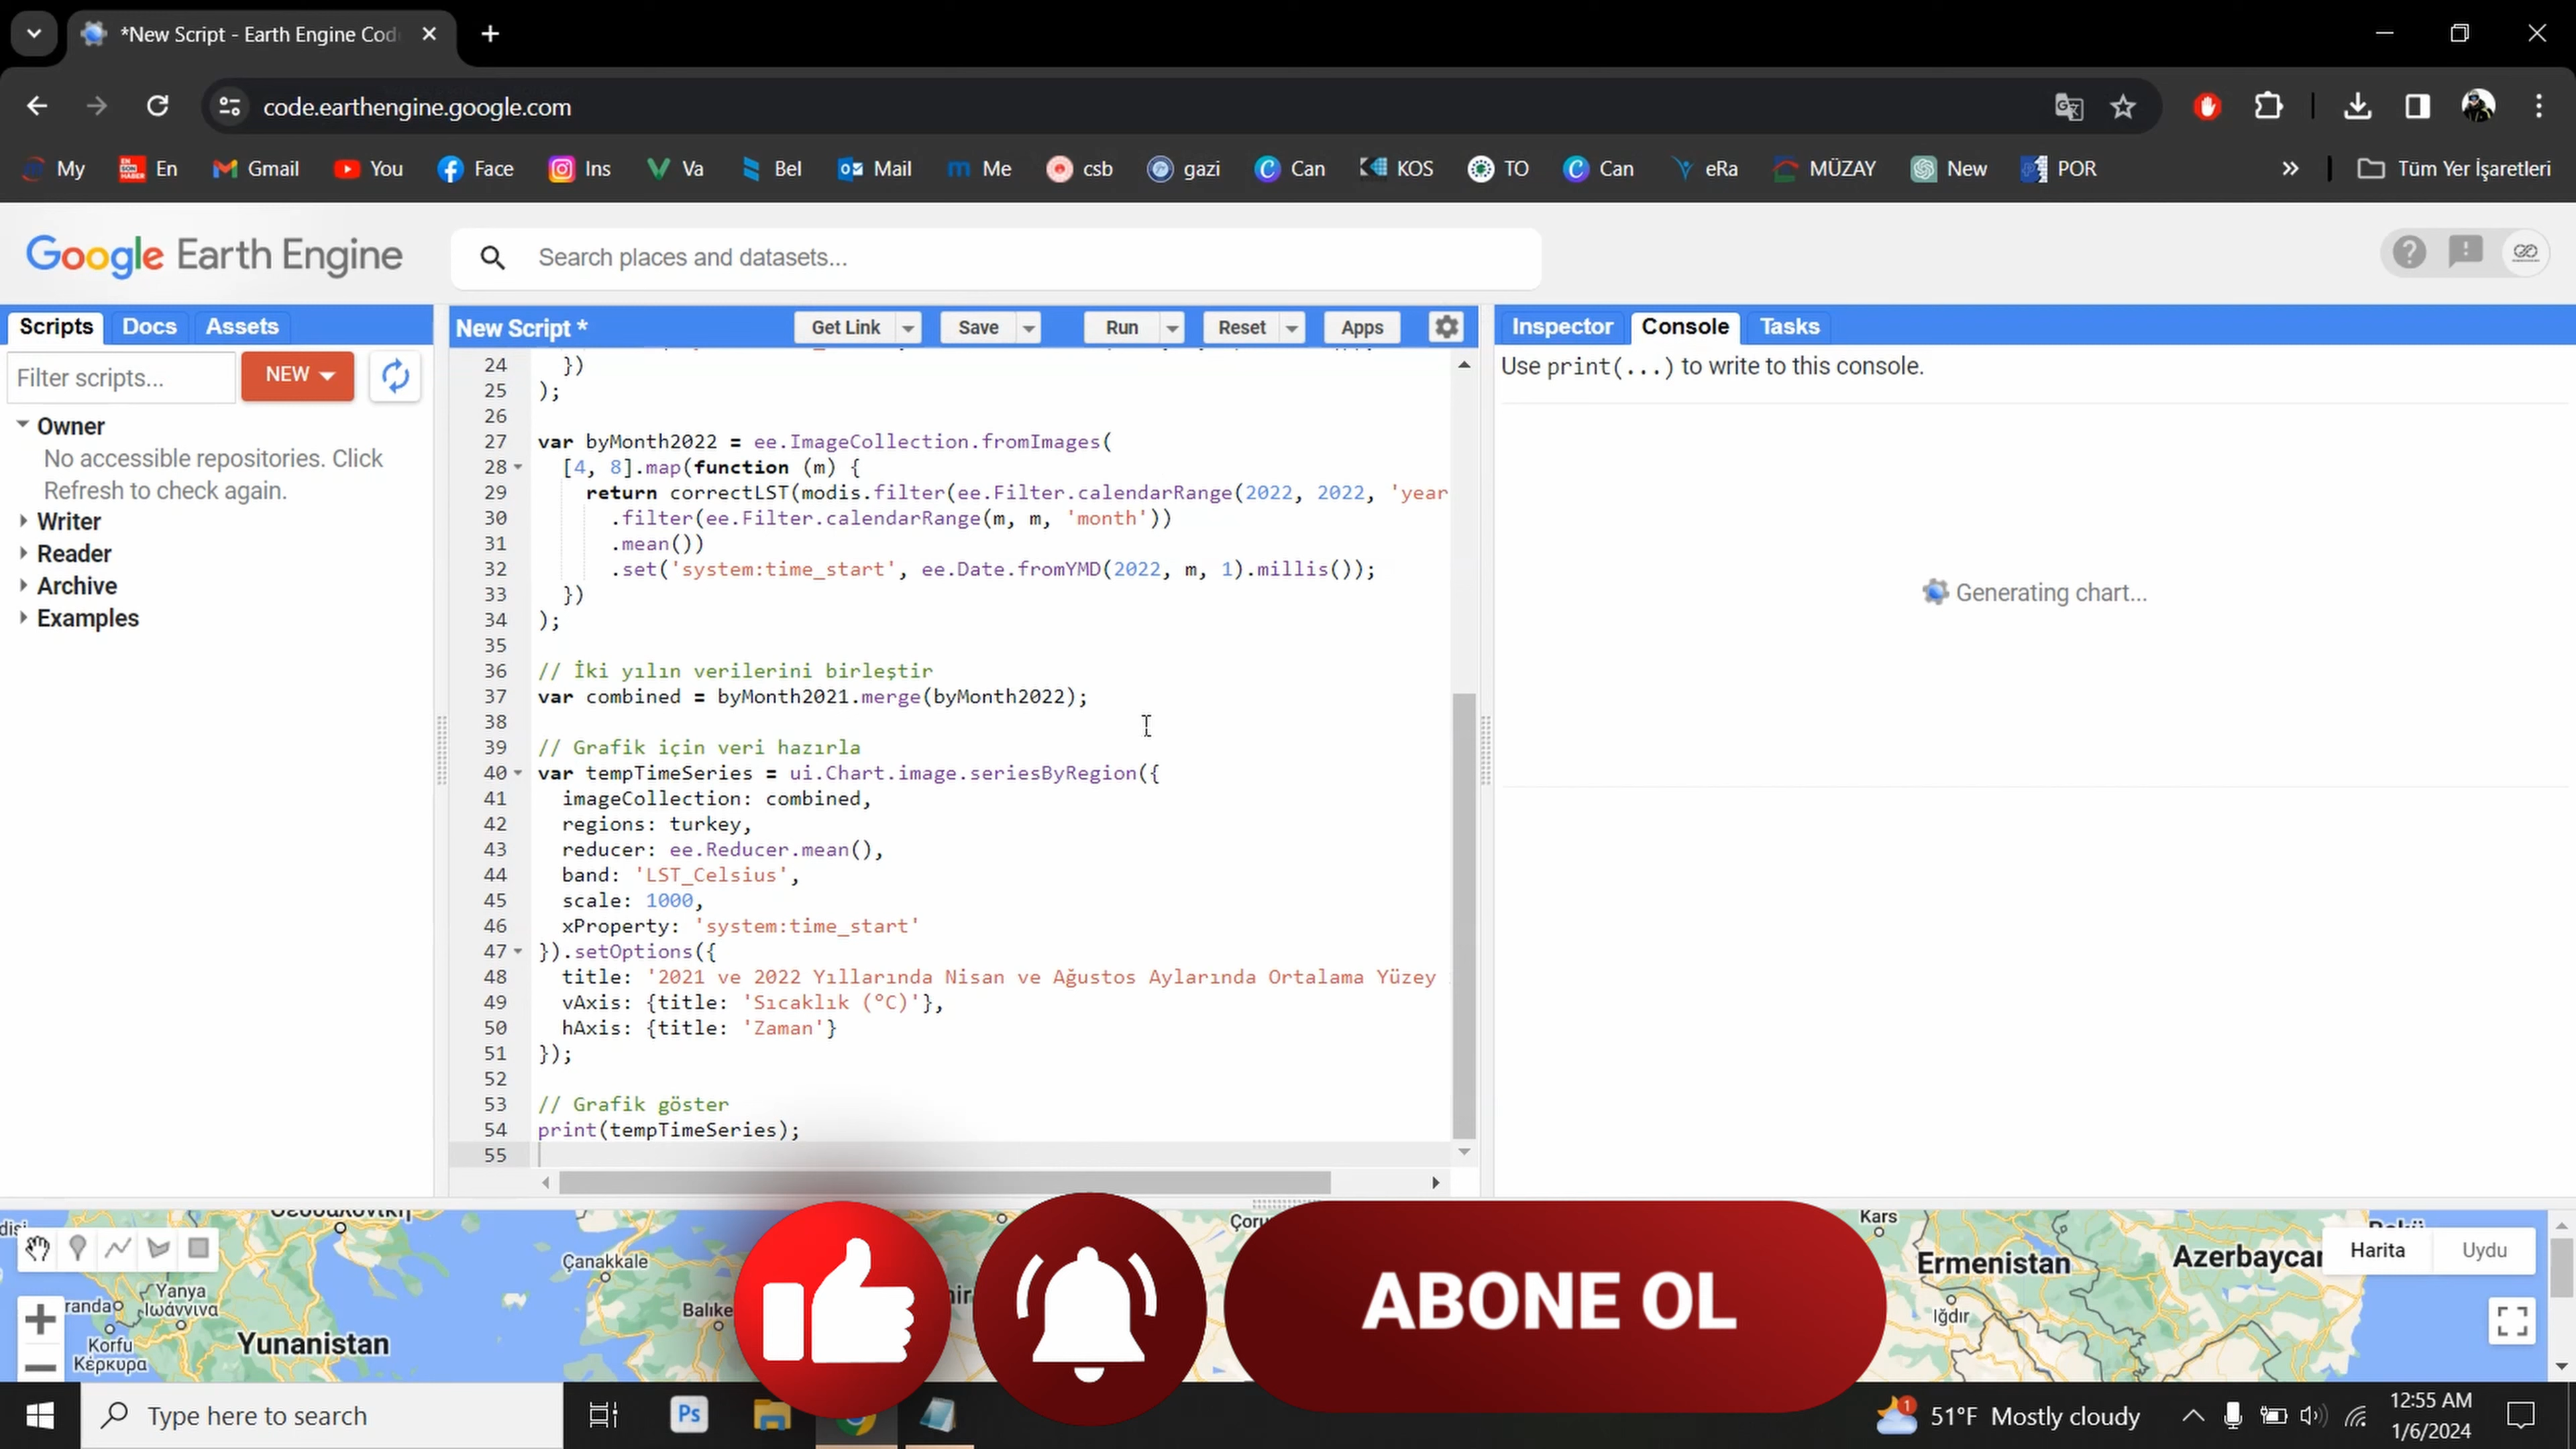 *New Script - Earth Engine Cod
code.earthengine.google.com
My
En
Gmail
You
Face
Ins
Va
Bel
Mail
Me
csb
gazi
Can
KOS
TO
Can
eRa
MÜZAY
New
POR
Tüm Yer İşaretleri
Google Earth Engine
Search places and datasets...
Scripts
Docs
Assets
New Script *
Get Link
Save
Run
Reset
Apps
Inspector
Console
Tasks
Filter scripts...
NEW
Owner
No accessible repositories. Click
Refresh to check again.
Writer
Reader
Archive
Examples
24 })
25 );
26
27 var byMonth2022 = ee.ImageCollection.fromImages(
28 [4, 8].map(function (m) {
29 return correctLST(modis.filter(ee.Filter.calendarRange(2022, 2022, 'year
30 .filter(ee.Filter.calendarRange(m, m, 'month'))
31 .mean())
32 .set('system:time_start', ee.Date.fromYMD(2022, m, 1).millis());
33 })
34 );
35
36 // İki yılın verilerini birleştir
37 var combined = byMonth2021.merge(byMonth2022);
38
39 // Grafik için veri hazırla
40 var tempTimeSeries = ui.Chart.image.seriesByRegion({
41 imageCollection: combined,
42 regions: turkey,
43 reducer: ee.Reducer.mean(),
44 band: 'LST_Celsius',
45 scale: 1000,
46 xProperty: 'system:time_start'
47 }).setOptions({
48 title: '2021 ve 2022 Yıllarında Nisan ve Ağustos Aylarında Ortalama Yüzey
49 vAxis: {title: 'Sıcaklık (°C)'},
50 hAxis: {title: 'Zaman'}
51 });
52
53 // Grafik göster
54 print(tempTimeSeries);
55
Use print(...) to write to this console.
Generating chart...
Çanakkale
Yanya
Ιωάννινα
randa
Korfu
Κέρκυρα
Yunanistan
Balıke
Çoru
Kars
Ermenistan
Iğdır
Azerbaycan
Harita
Uydu
ABONE OL
Type here to search
Ps
1
51°F Mostly cloudy
12:55 AM
1/6/2024